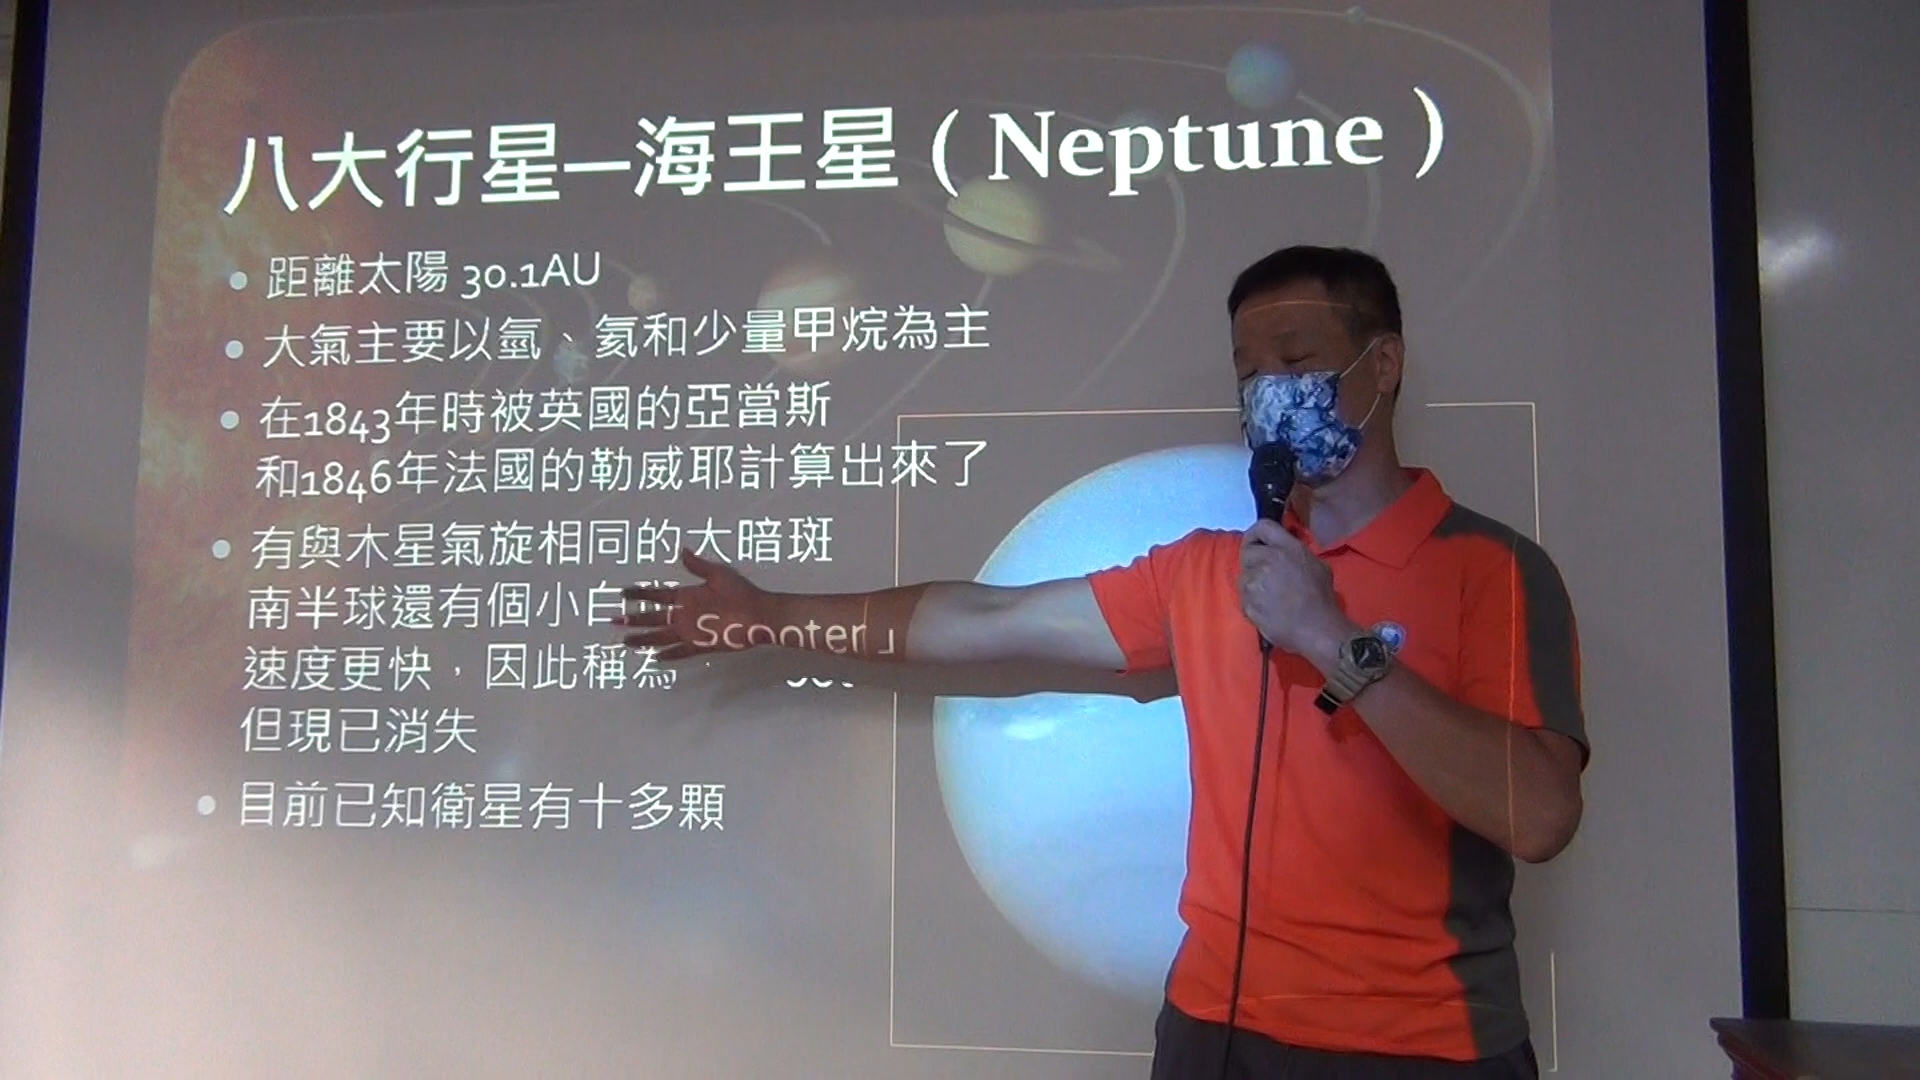 八大行星—海王星（Neptune）
• 距離太陽 30.1AU
• 大氣主要以氫、氦和少量甲烷為主
• 在1843年時被英國的亞當斯
和1846年法國的勒威耶計算出來了
• 有與木星氣旋相同的大暗斑
南半球還有個小白斑
速度更快，因此稱為 Scooter」
但現已消失
• 目前已知衛星有十多顆